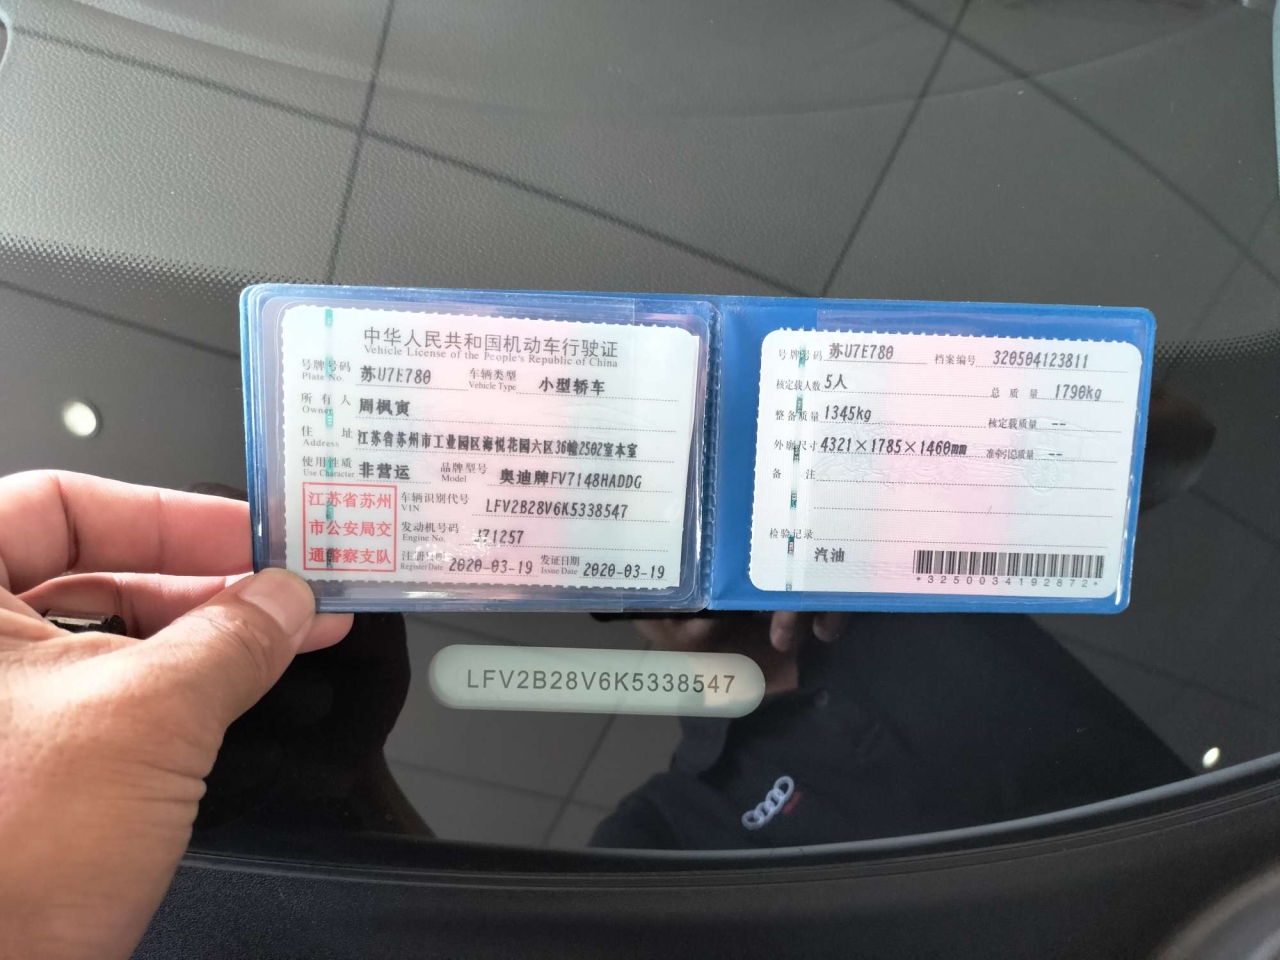 中华人民共和国机动车行驶证
Vehicle License of the People's Republic of China
号牌号码 苏U7E780 车辆类型 小型轿车
Plate No. Vehicle Type
所有人 周枫寅
Owner
住址 江苏省苏州市工业园区海悦花园六区36幢2502室本室
Address
使用性质 非营运 品牌型号 奥迪牌FV7148HADDG
Use Character Model
江苏省苏州
市公安局交
通警察支队
车辆识别代号 LFV2B28V6K5338547
VIN
发动机号码 J71257
Engine No.
注册日期 2020-03-19 发证日期 2020-03-19
Register Date Issue Date
号牌号码 苏U7E780 档案编号 320504123811
核定载人数 5人 总质量 1790kg
整备质量 1345kg 核定载质量 --
外廓尺寸 4321×1785×1460mm 准牵引总质量 --
备注
检验记录
汽油
*3250034192872*
LFV2B28V6K5338547